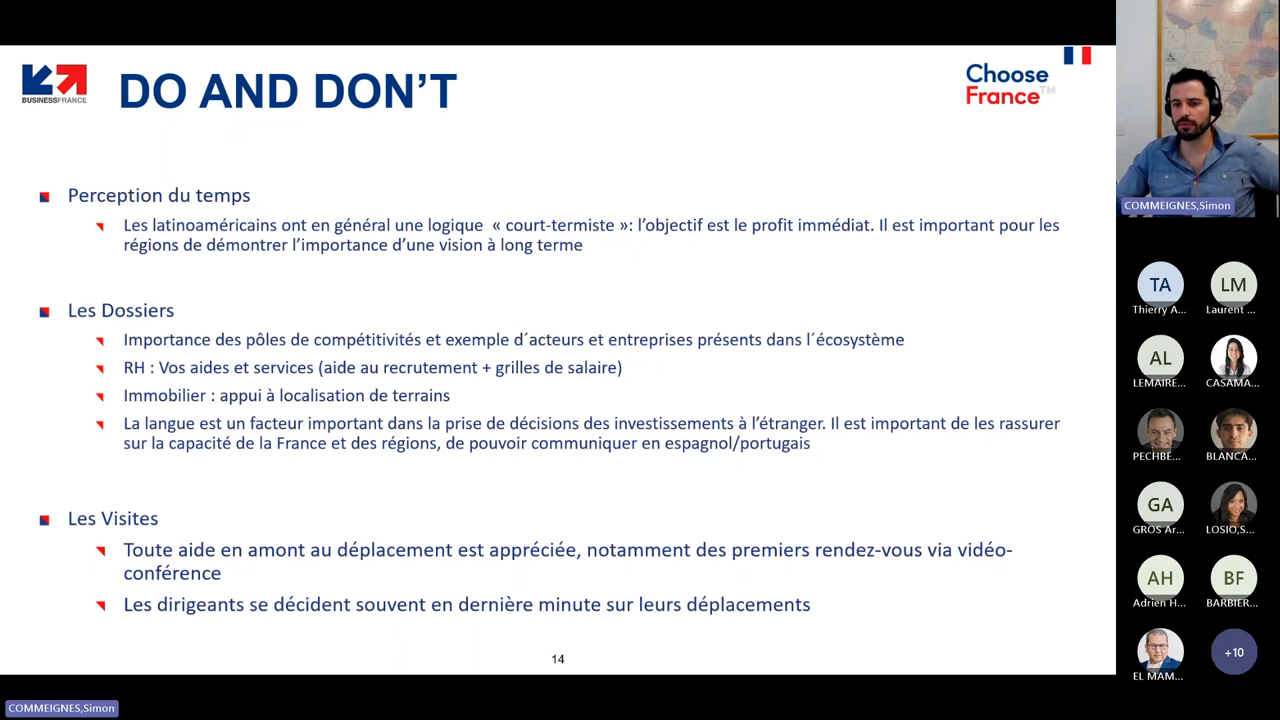 BUSINESSFRANCE
DO AND DON'T
Choose
France™
Perception du temps
Les latinoaméricains ont en général une logique « court-termiste »: l'objectif est le profit immédiat. Il est important pour les
régions de démontrer l'importance d'une vision à long terme
Les Dossiers
Importance des pôles de compétitivités et exemple d´acteurs et entreprises présents dans l´écosystème
RH : Vos aides et services (aide au recrutement + grilles de salaire)
Immobilier : appui à localisation de terrains
La langue est un facteur important dans la prise de décisions des investissements à l'étranger. Il est important de les rassurer
sur la capacité de la France et des régions, de pouvoir communiquer en espagnol/portugais
Les Visites
Toute aide en amont au déplacement est appréciée, notamment des premiers rendez-vous via vidéo-
conférence
Les dirigeants se décident souvent en dernière minute sur leurs déplacements
14
COMMEIGNES,Simon
COMMEIGNES,Simon
TA
LM
Thierry A...
Laurent ...
AL
LEMAIRE...
CASAMA...
PECHBE...
BLANCA...
GA
GROS Ar...
LOSIO,S...
AH
BF
Adrien H...
BARBIER...
+10
EL MAM...